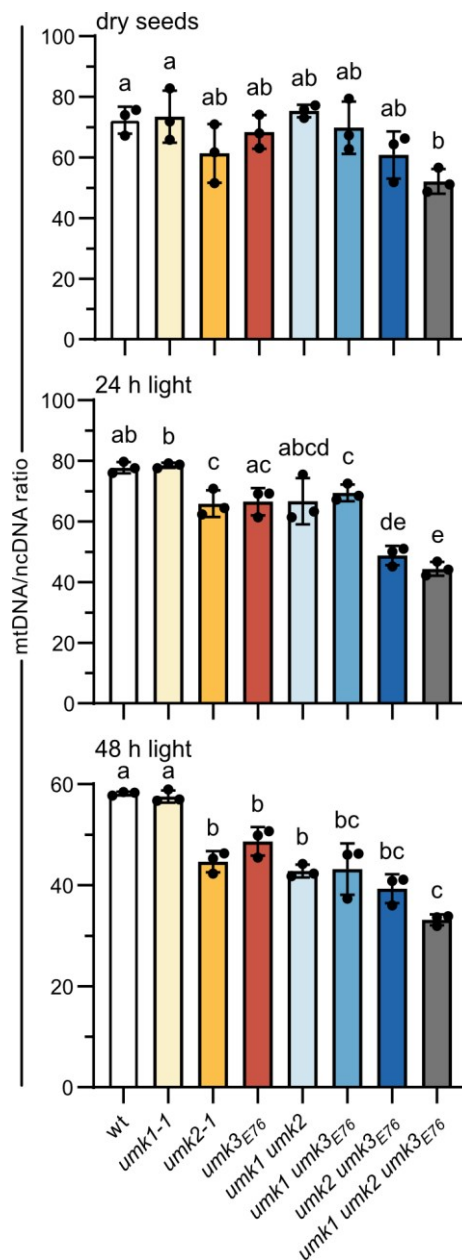 dry seeds
100
80
60
40
20
0
a a ab ab ab ab ab b
24 h light
100
80
60
40
20
0
ab b c ac abcd c de e
48 h light
60
40
20
0
a a b b b bc bc c
mtDNA/ncDNA ratio
wt
umk1-1
umk2-1
umk3E76
umk1 umk2
umk1 umk3E76
umk2 umk3E76
umk1 umk2 umk3E76